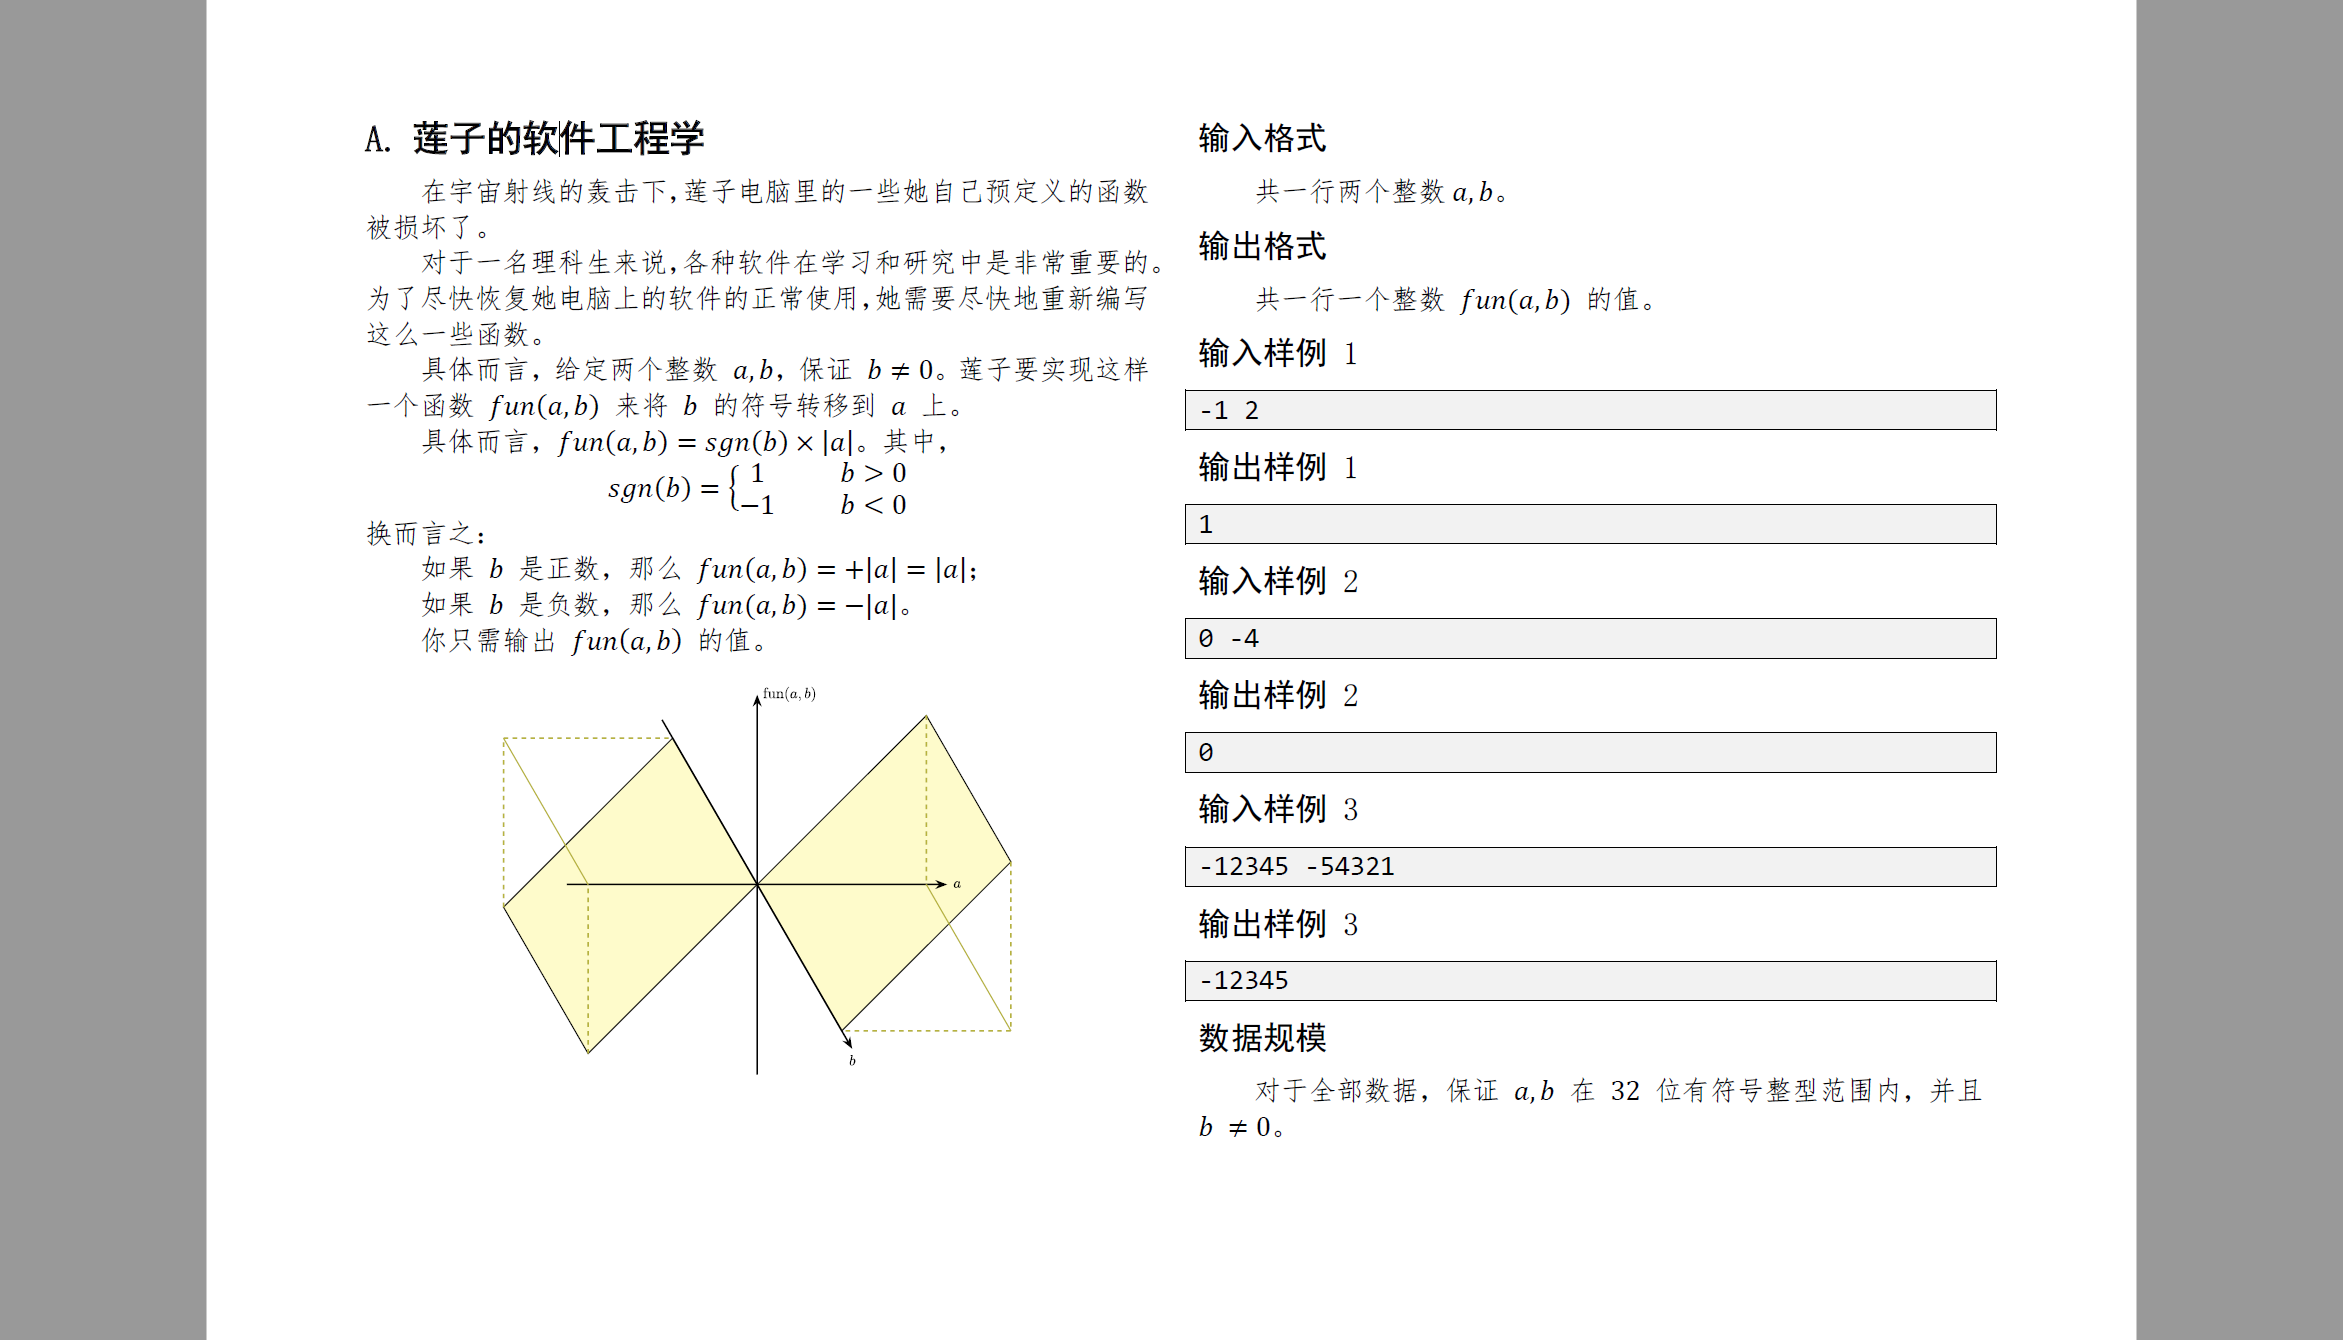 A. 莲子的软件工程学
在宇宙射线的轰击下,莲子电脑里的一些她自己预定义的函数
被损坏了。
对于一名理科生来说,各种软件在学习和研究中是非常重要的。
为了尽快恢复她电脑上的软件的正常使用,她需要尽快地重新编写
这么一些函数。
具体而言，给定两个整数 a,b，保证 b ≠ 0。莲子要实现这样
一个函数 fun(a,b) 来将 b 的符号转移到 a 上。
具体而言，fun(a,b) = sgn(b) × |a|。其中，
sgn(b) = { 1 b > 0
−1 b < 0
换而言之：
如果 b 是正数，那么 fun(a,b) = +|a| = |a|；
如果 b 是负数，那么 fun(a,b) = −|a|。
你只需输出 fun(a,b) 的值。
fun(a, b)
a
b
输入格式
共一行两个整数 a,b。
输出格式
共一行一个整数 fun(a,b) 的值。
输入样例 1
-1 2
输出样例 1
1
输入样例 2
0 -4
输出样例 2
0
输入样例 3
-12345 -54321
输出样例 3
-12345
数据规模
对于全部数据，保证 a,b 在 32 位有符号整型范围内，并且
b ≠ 0。